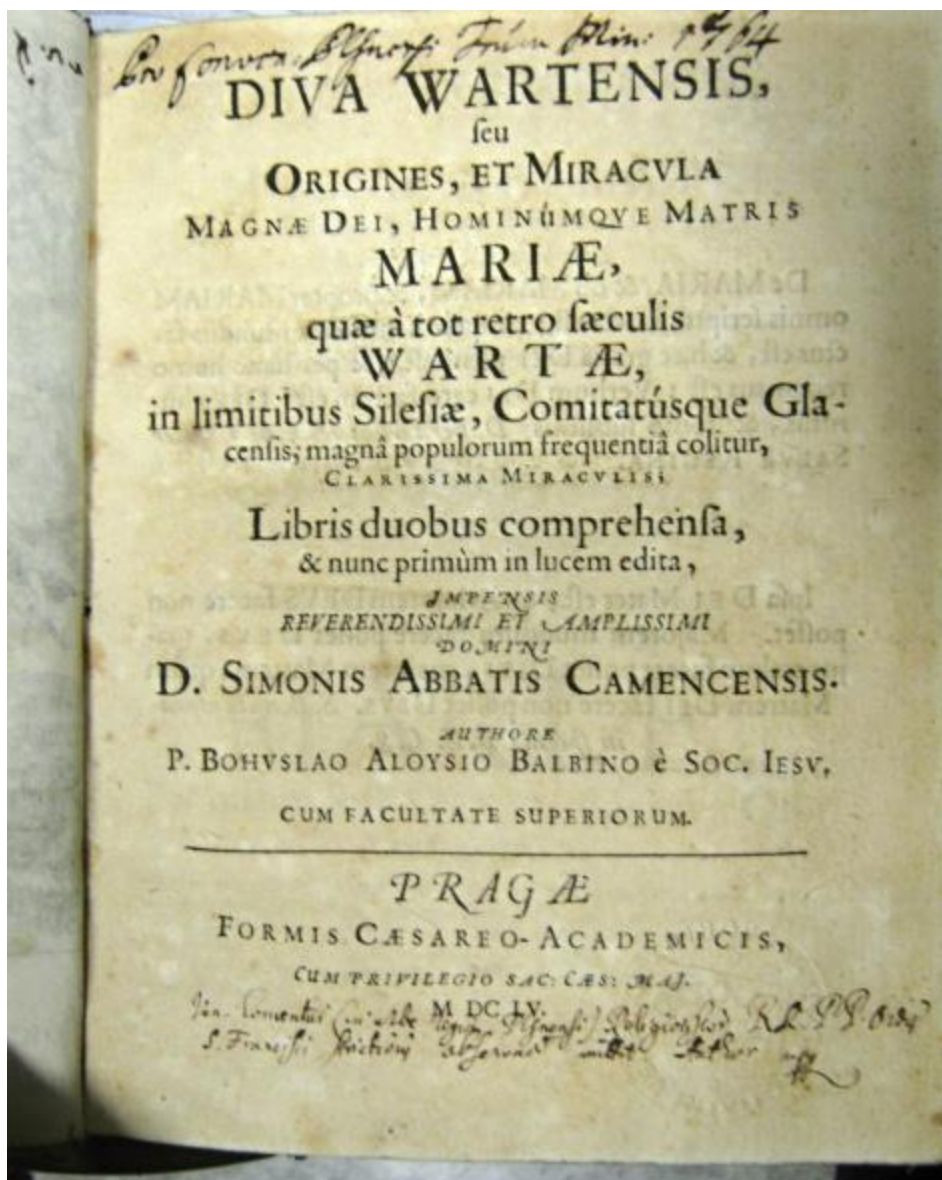 DIVA WARTENSIS,
ſeu
ORIGINES, ET MIRACVLA
MAGNÆ DEI, HOMINÚMQVE MATRIS
MARIÆ,
quæ à tot retro ſæculis
WARTÆ,
in limitibus Sileſiæ, Comitatúsque Gla-
cenſis; magnâ populorum frequentiâ colitur,
CLARISSIMA MIRACVLIS;
Libris duobus comprehenſa,
& nunc primùm in lucem edita,
IMPENSIS
REVERENDISSIMI ET AMPLISSIMI
DOMINI
D. SIMONIS ABBATIS CAMENCENSIS.
AUTHORE
P. BOHVSLAO ALOYSIO BALBINO è SOC. IESV,
CUM FACULTATE SUPERIORUM.
PRAGÆ
FORMIS CÆSAREO-ACADEMICIS,
CUM PRIVILEGIO SAC: CÆS: MAJ.
M DC LV.
S. Francisci Author